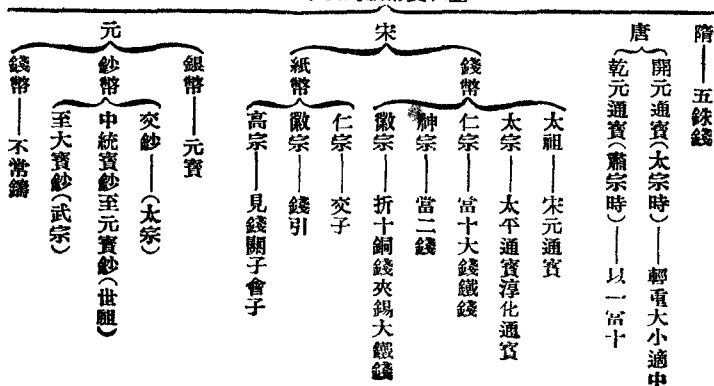 隋——五銖錢
唐
開元通寶(太宗時)——輕重大小適中
乾元通寶(肅宗時)——以一當十
宋
錢幣
太祖——宋元通寶
太宗——太平通寶淳化通寶
仁宗——當十大錢鐵錢
神宗——當二錢
徽宗——折十銅錢夾錫大鐵錢
紙幣
仁宗——交子
徽宗——錢引
高宗——見錢關子會子
元
銀幣——元寶
鈔幣
交鈔——(太宗)
中統寶鈔至元寶鈔(世祖)
至大寶鈔(武宗)
錢幣——不常鑄